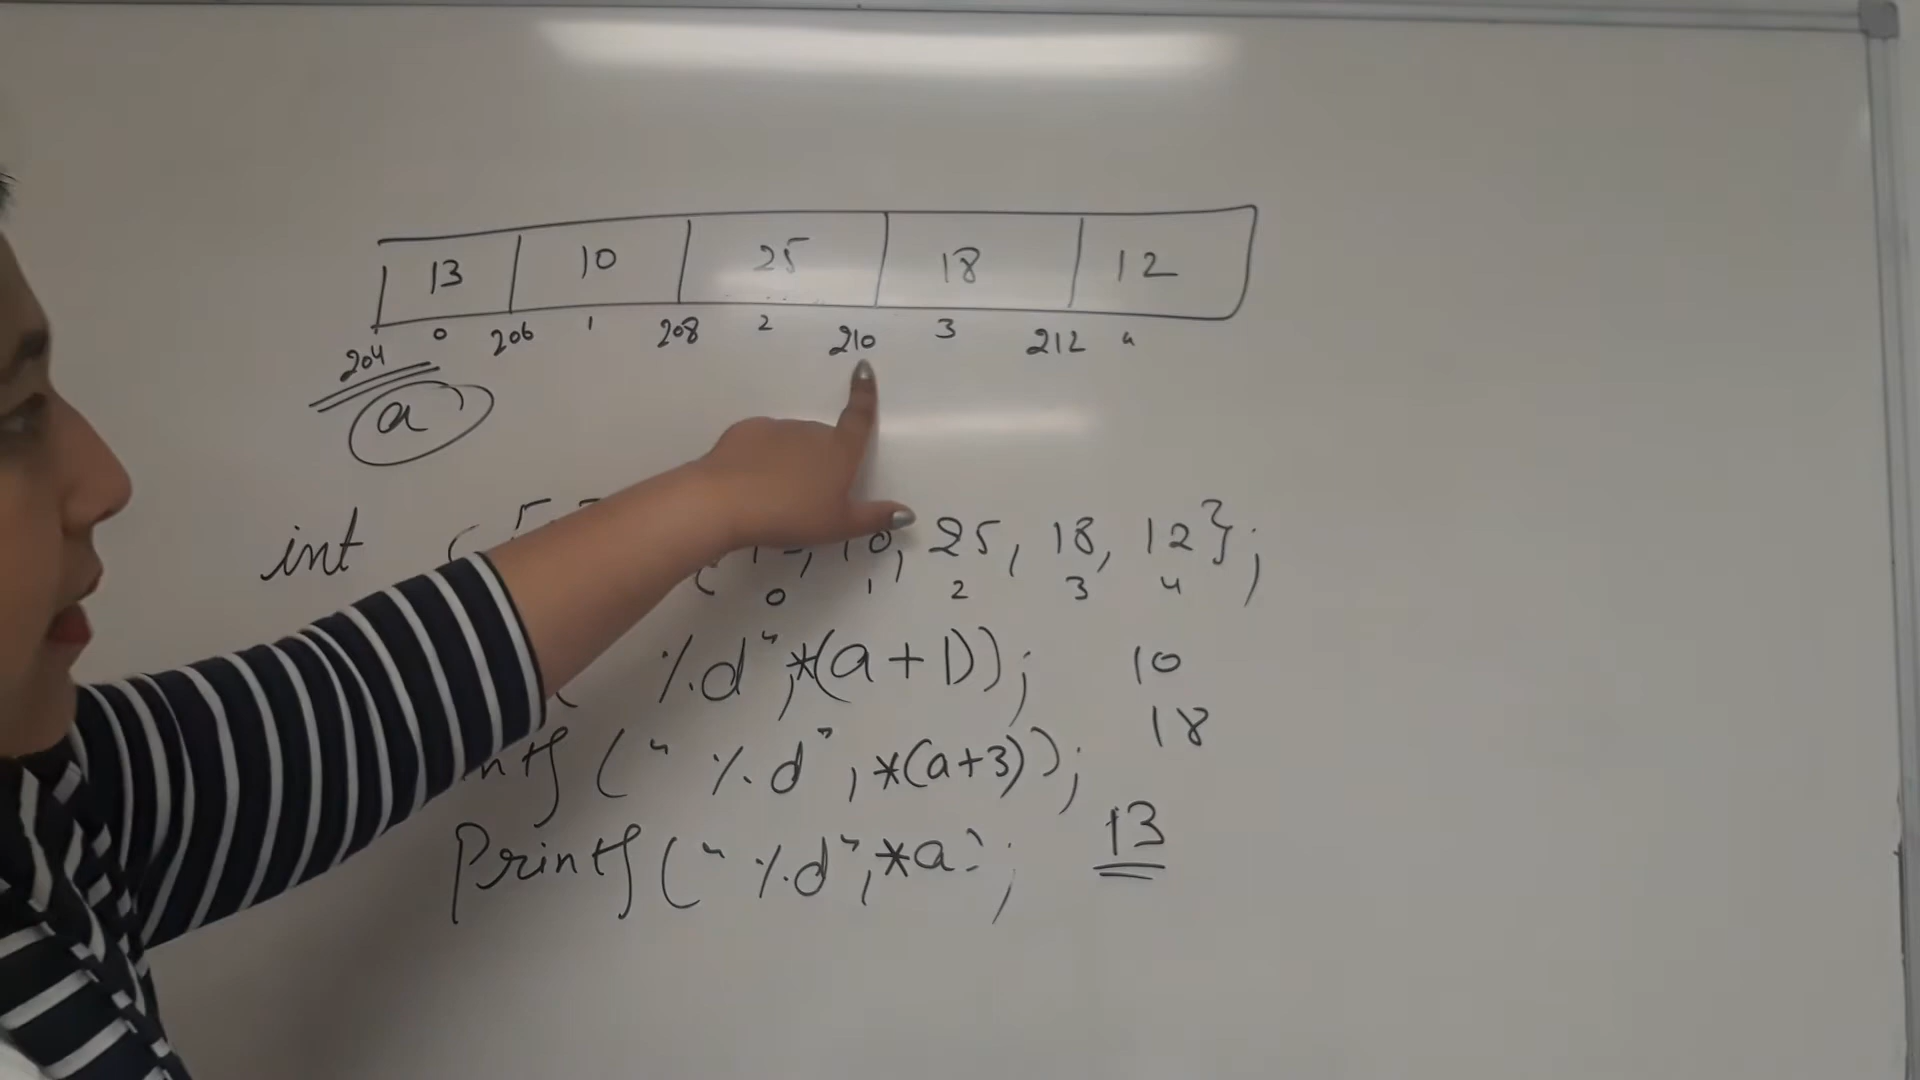 13 10 25 18 12
204 0 206 1 208 2 210 3 212 4
a
int 10, 25, 18, 12};
0 1 2 3 4
%d", *(a+1)); 10
ntf("%d", *(a+3)); 18
Printf("%d", *a); 13